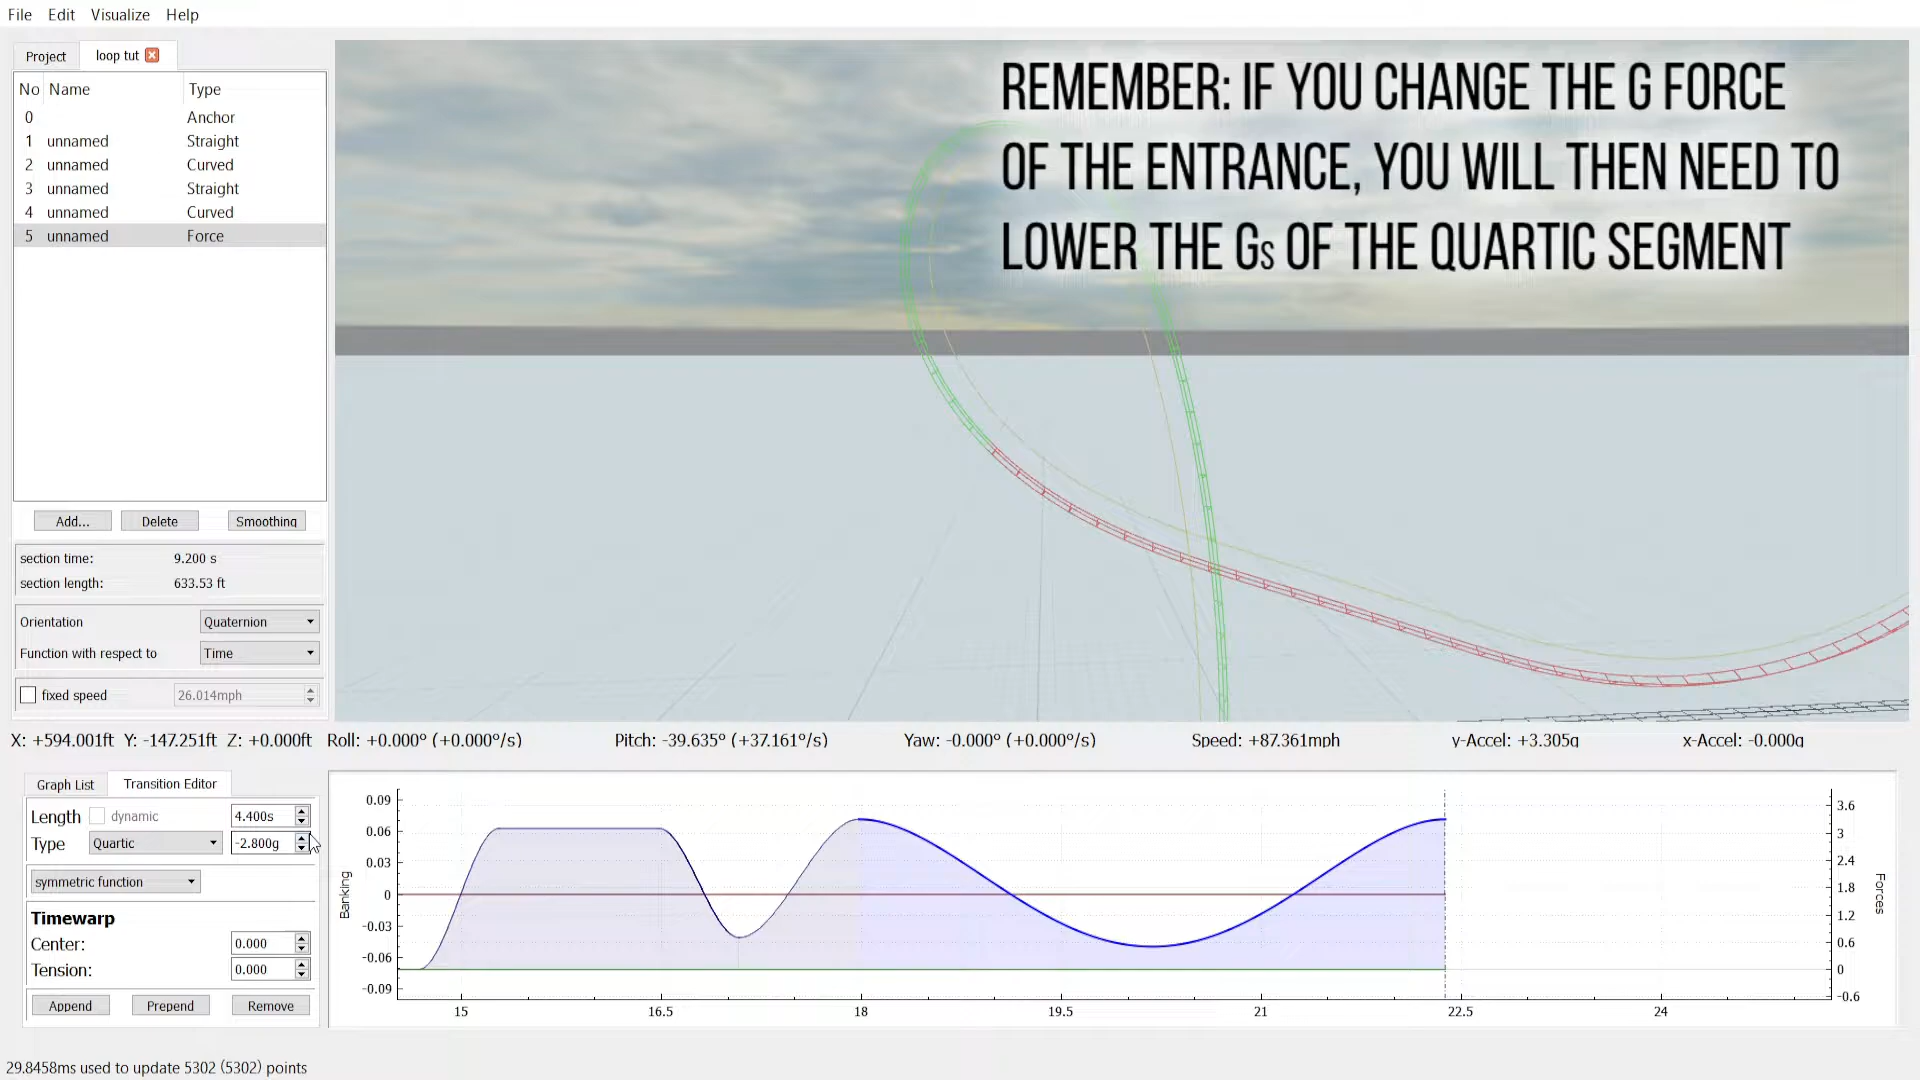 File Edit Visualize Help
Project loop tut
No Name Type
0 Anchor
1 unnamed Straight
2 unnamed Curved
3 unnamed Straight
4 unnamed Curved
5 unnamed Force
REMEMBER: IF YOU CHANGE THE G FORCE
OF THE ENTRANCE, YOU WILL THEN NEED TO
LOWER THE Gs OF THE QUARTIC SEGMENT
Add... Delete Smoothing
section time: 9.200 s
section length: 633.53 ft
Orientation Quaternion
Function with respect to Time
fixed speed 26.014mph
X: +594.001ft Y: -147.251ft Z: +0.000ft Roll: +0.000° (+0.000°/s) Pitch: -39.635° (+37.161°/s) Yaw: -0.000° (+0.000°/s) Speed: +87.361mph y-Accel: +3.305g x-Accel: -0.000g
Graph List Transition Editor
Length dynamic 4.400s
Type Quartic -2.800g
symmetric function
Timewarp
Center: 0.000
Tension: 0.000
Append Prepend Remove
Banking
0.09
0.06
0.03
0
-0.03
-0.06
-0.09
15 16.5 18 19.5 21 22.5 24
3.6
3
2.4
1.8
1.2
0.6
0
-0.6
Forces
29.8458ms used to update 5302 (5302) points